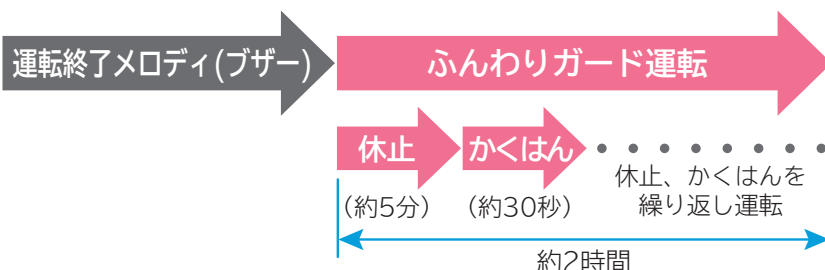 運転終了メロディ(ブザー)
ふんわりガード運転
休止
かくはん
(約5分)
(約30秒)
休止、かくはんを
繰り返し運転
約2時間